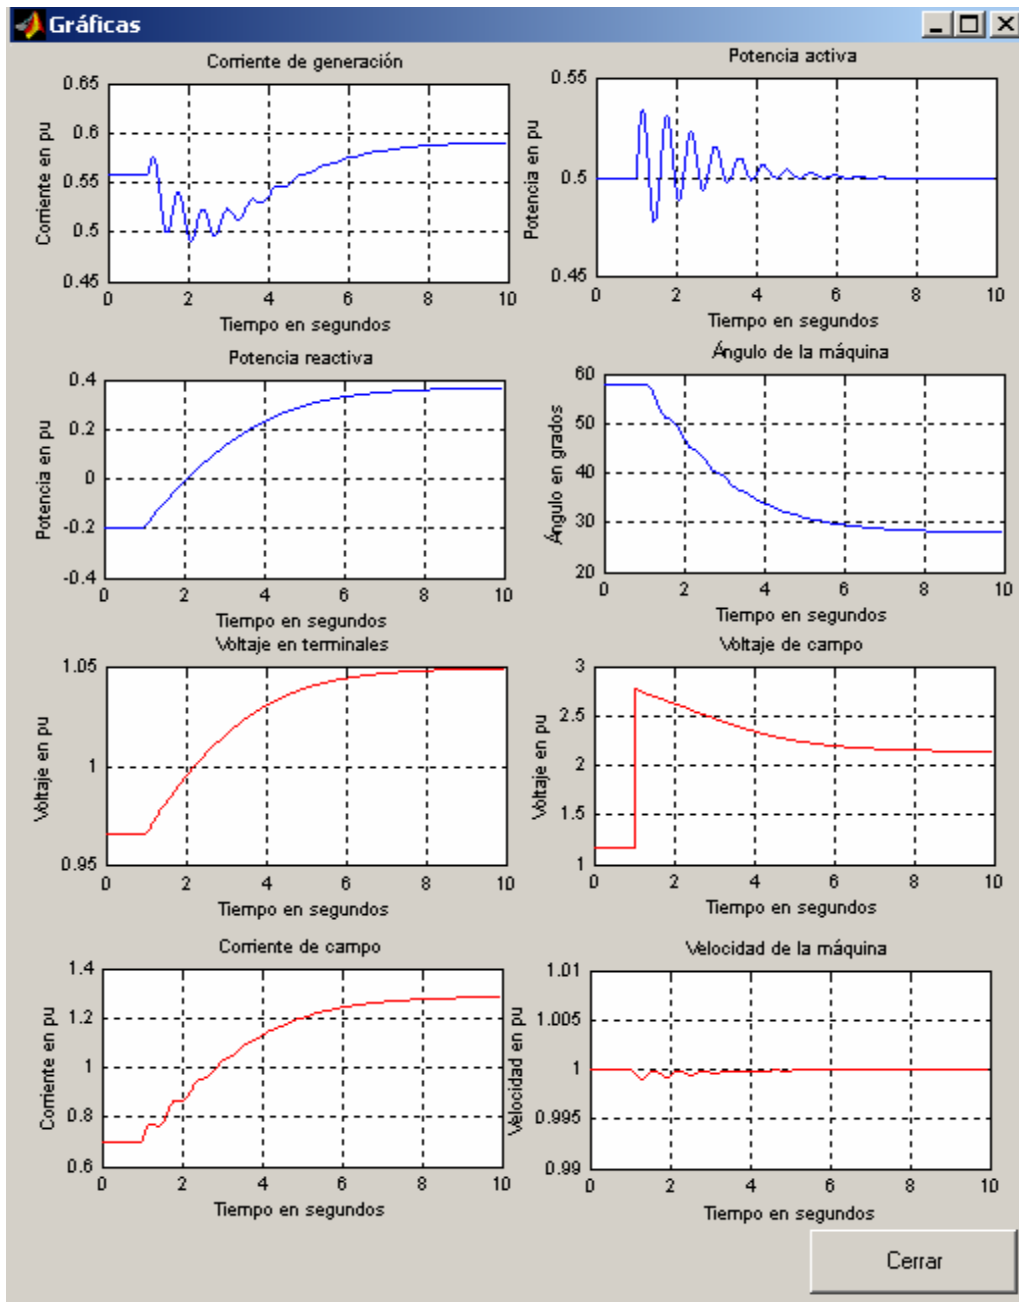 Gráficas
Corriente de generación
Corriente en pu
0.65
0.6
0.55
0.5
0.45
0 2 4 6 8 10
Tiempo en segundos
Potencia activa
Potencia en pu
0.55
0.5
0.45
0 2 4 6 8 10
Tiempo en segundos
Potencia reactiva
Potencia en pu
0.4
0.2
0
-0.2
-0.4
0 2 4 6 8 10
Tiempo en segundos
Ángulo de la máquina
Ángulo en grados
60
50
40
30
20
0 2 4 6 8 10
Tiempo en segundos
Voltaje en terminales
Voltaje en pu
1.05
1
0.95
0 2 4 6 8 10
Tiempo en segundos
Voltaje de campo
Voltaje en pu
3
2.5
2
1.5
1
0 2 4 6 8 10
Tiempo en segundos
Corriente de campo
Corriente en pu
1.4
1.2
1
0.8
0.6
0 2 4 6 8 10
Tiempo en segundos
Velocidad de la máquina
Velocidad en pu
1.01
1.005
1
0.995
0.99
0 2 4 6 8 10
Tiempo en segundos
Cerrar